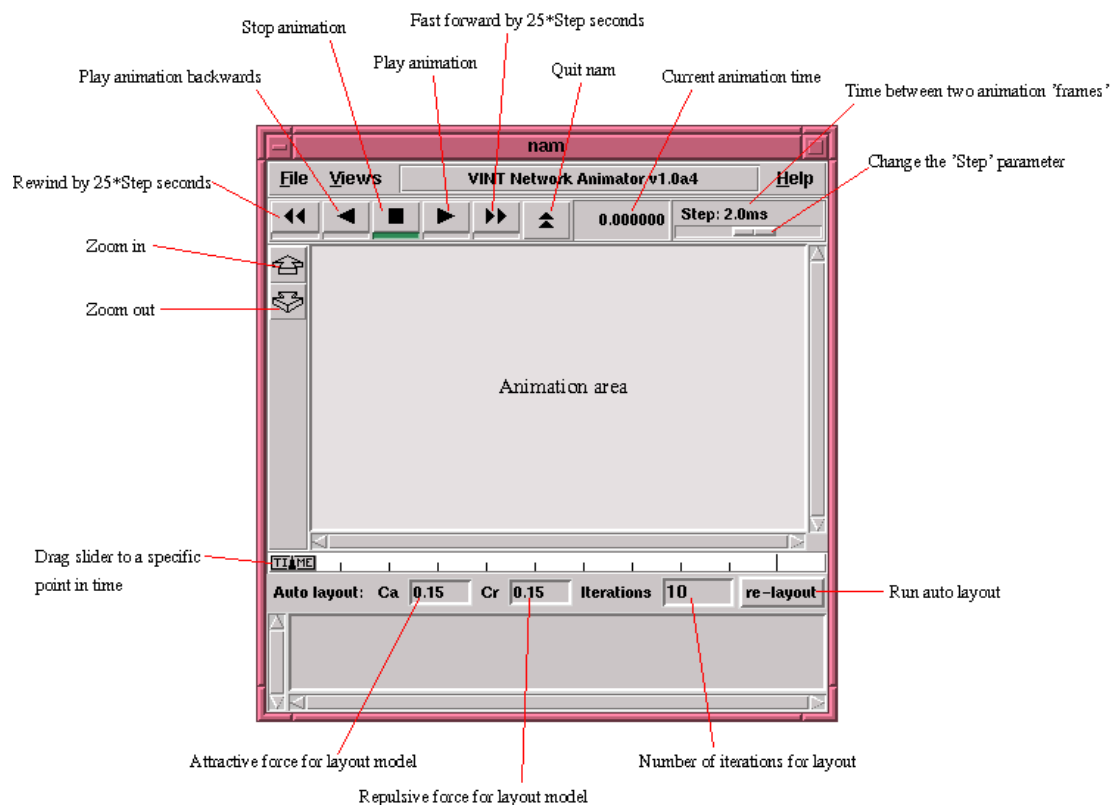 Fast forward by 25*Step seconds
Stop animation
Play animation
Quit nam
Play animation backwards
Current animation time
Time between two animation 'frames'
nam
Change the 'Step' parameter
File Views VINT Network Animator v1.0a4 Help
Rewind by 25*Step seconds
0.000000
Step: 2.0ms
Zoom in
Zoom out
Animation area
Drag slider to a specific
point in time
TIME
Auto layout: Ca 0.15 Cr 0.15 Iterations 10 re-layout
Run auto layout
Attractive force for layout model
Number of iterations for layout
Repulsive force for layout model